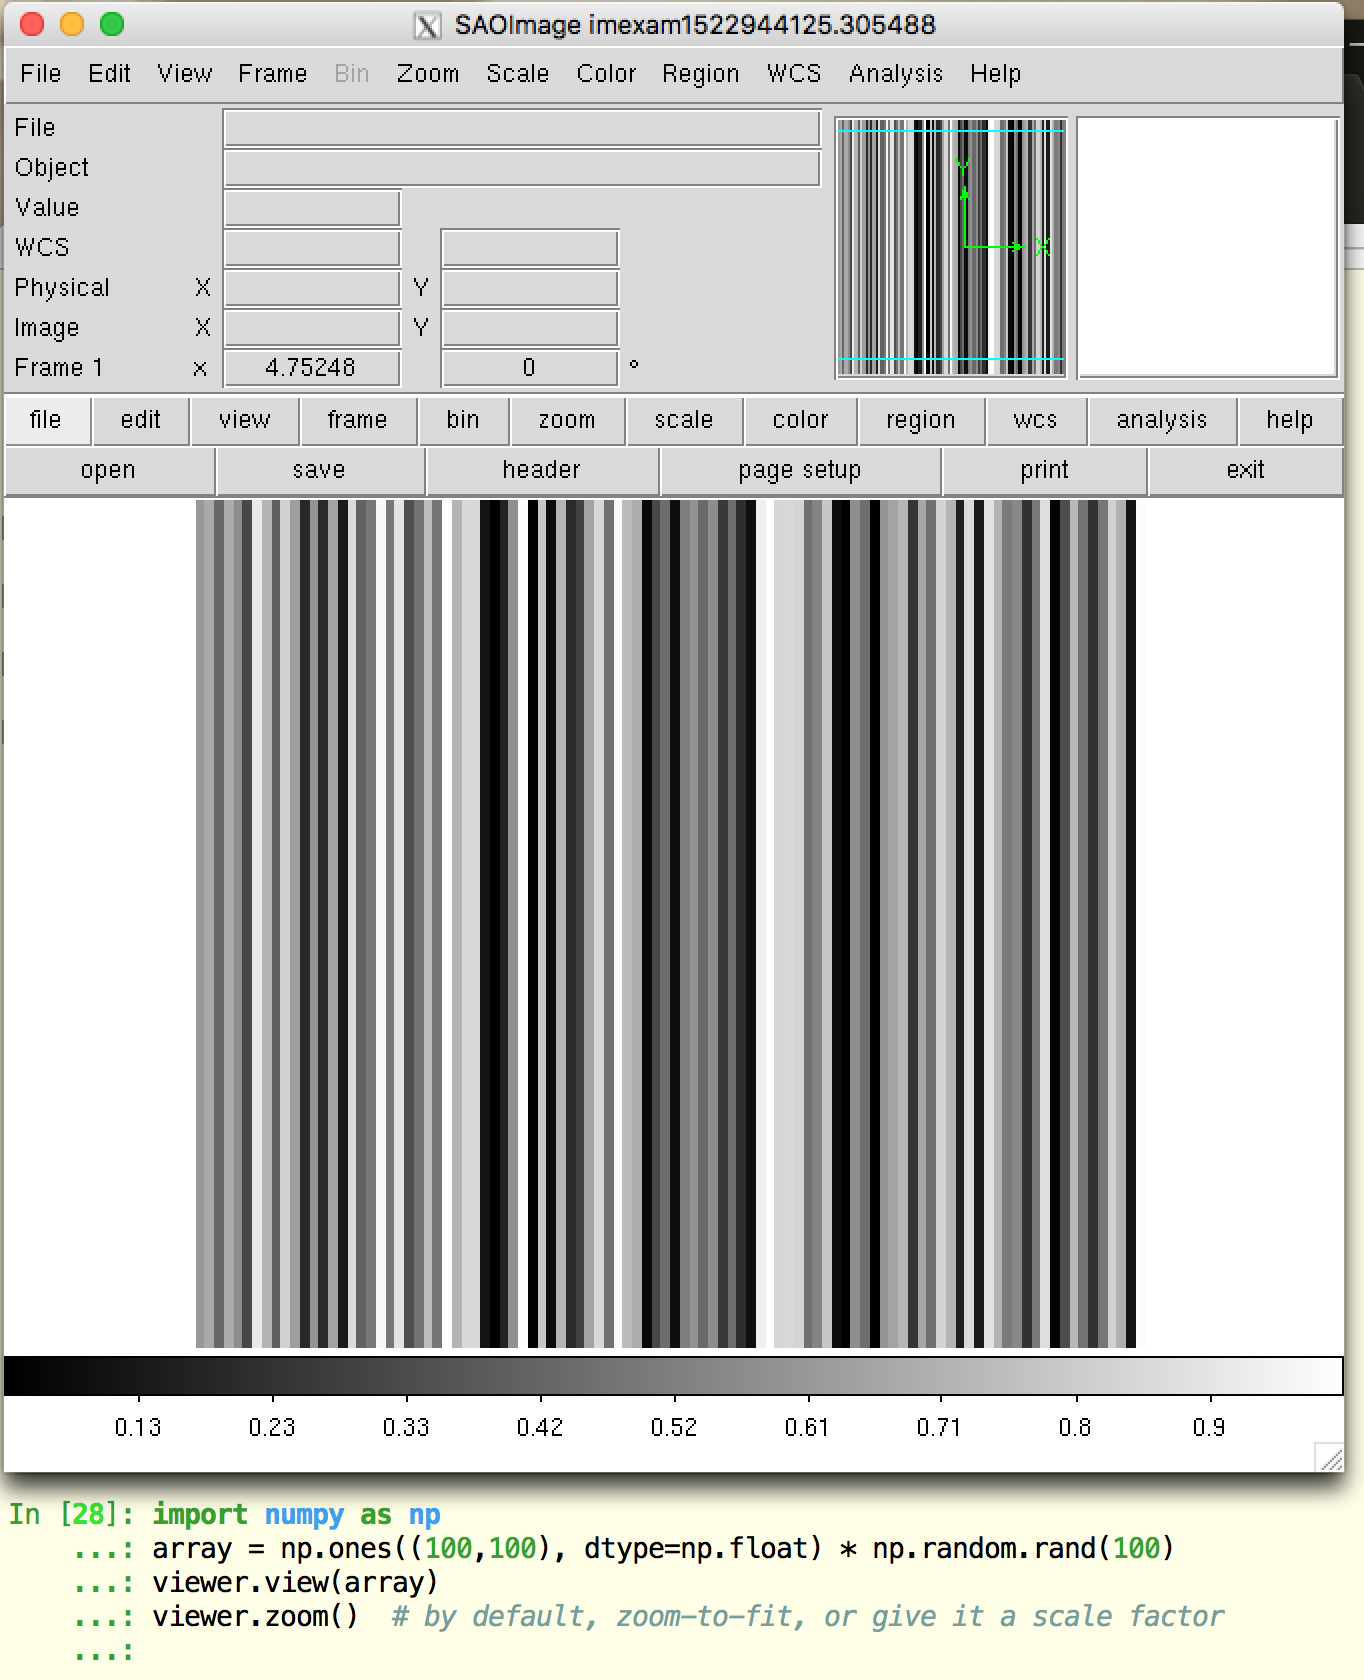 SAOImage imexam1522944125.305488
File Edit View Frame Bin Zoom Scale Color Region WCS Analysis Help
File
Object
Value
WCS
Physical X Y
Image X Y
Frame 1 x 4.75248 0 °
Y
X
file edit view frame bin zoom scale color region wcs analysis help
open save header page setup print exit
0.13 0.23 0.33 0.42 0.52 0.61 0.71 0.8 0.9
In [28]: import numpy as np
...: array = np.ones((100,100), dtype=np.float) * np.random.rand(100)
...: viewer.view(array)
...: viewer.zoom()  # by default, zoom-to-fit, or give it a scale factor
...: